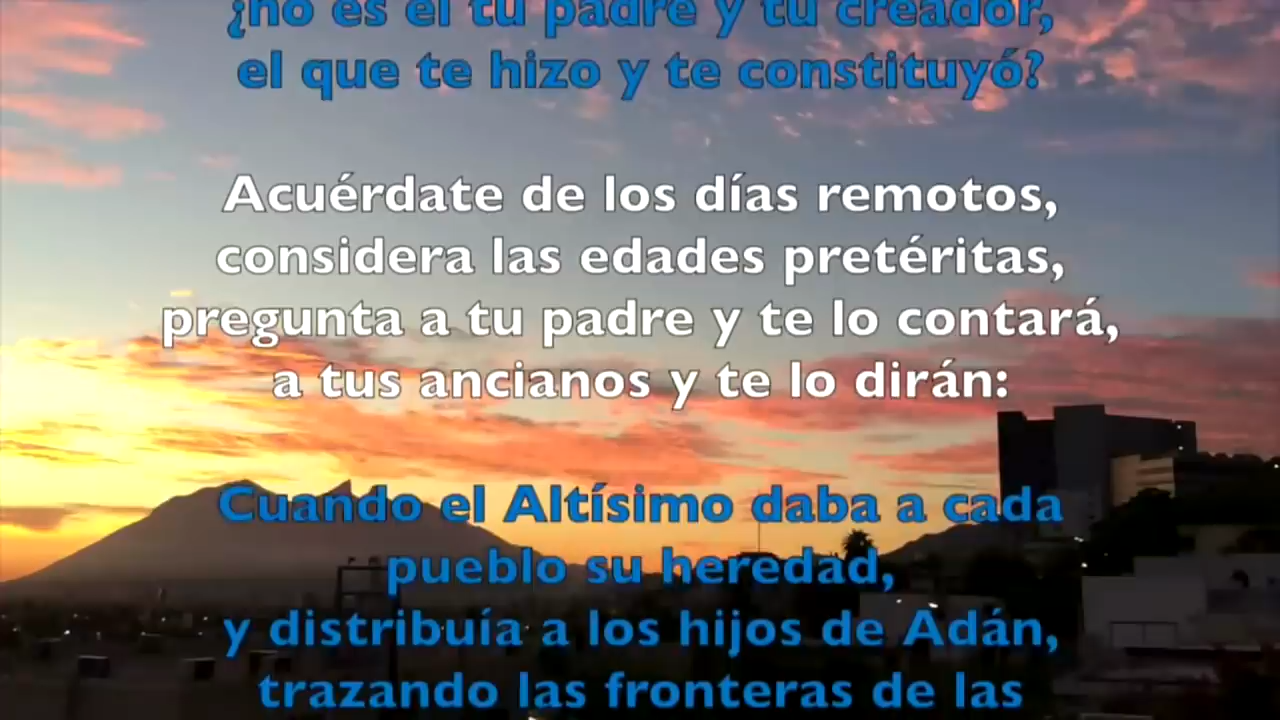 ¿no es él tu padre y tu creador,
el que te hizo y te constituyó?
Acuérdate de los días remotos,
considera las edades pretéritas,
pregunta a tu padre y te lo contará,
a tus ancianos y te lo dirán:
Cuando el Altísimo daba a cada
pueblo su heredad,
y distribuía a los hijos de Adán,
trazando las fronteras de las